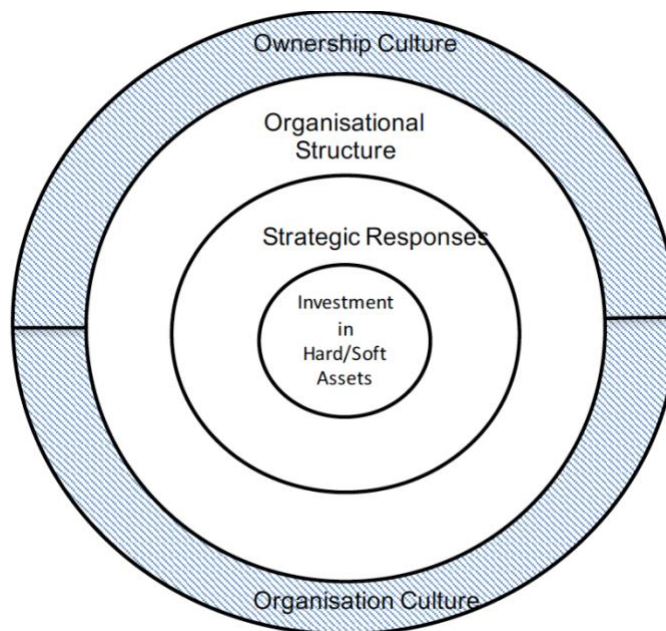 Ownership Culture
Organisational
Structure
Strategic Responses
Investment
in
Hard/Soft
Assets
Organisation Culture